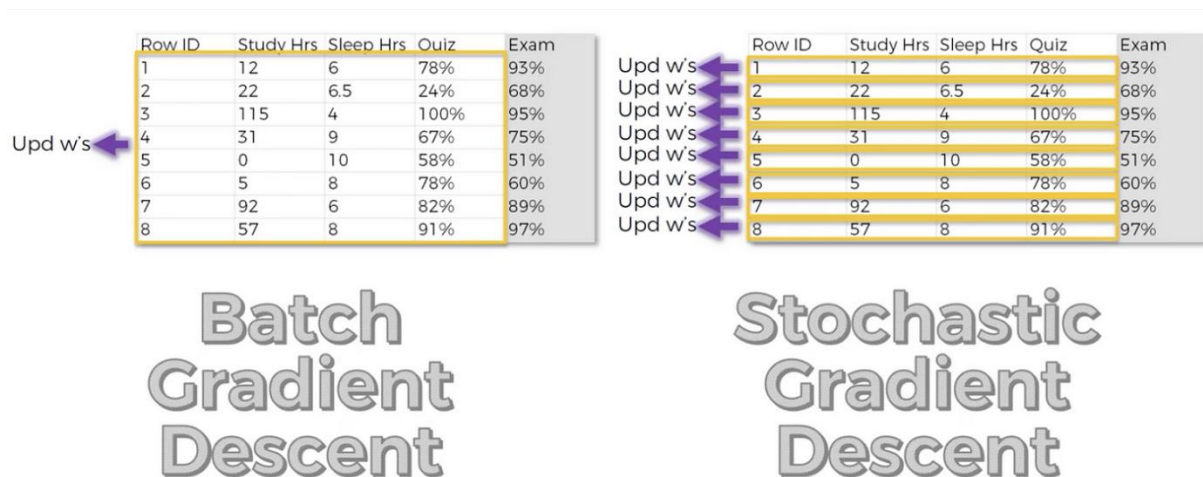 Row ID Study Hrs Sleep Hrs Quiz Exam
1 12 6 78% 93%
2 22 6.5 24% 68%
3 115 4 100% 95%
4 31 9 67% 75%
5 0 10 58% 51%
6 5 8 78% 60%
7 92 6 82% 89%
8 57 8 91% 97%
Upd w's
Batch
Gradient
Descent
Row ID Study Hrs Sleep Hrs Quiz Exam
Upd w's 1 12 6 78% 93%
Upd w's 2 22 6.5 24% 68%
Upd w's 3 115 4 100% 95%
Upd w's 4 31 9 67% 75%
Upd w's 5 0 10 58% 51%
Upd w's 6 5 8 78% 60%
Upd w's 7 92 6 82% 89%
Upd w's 8 57 8 91% 97%
Stochastic
Gradient
Descent